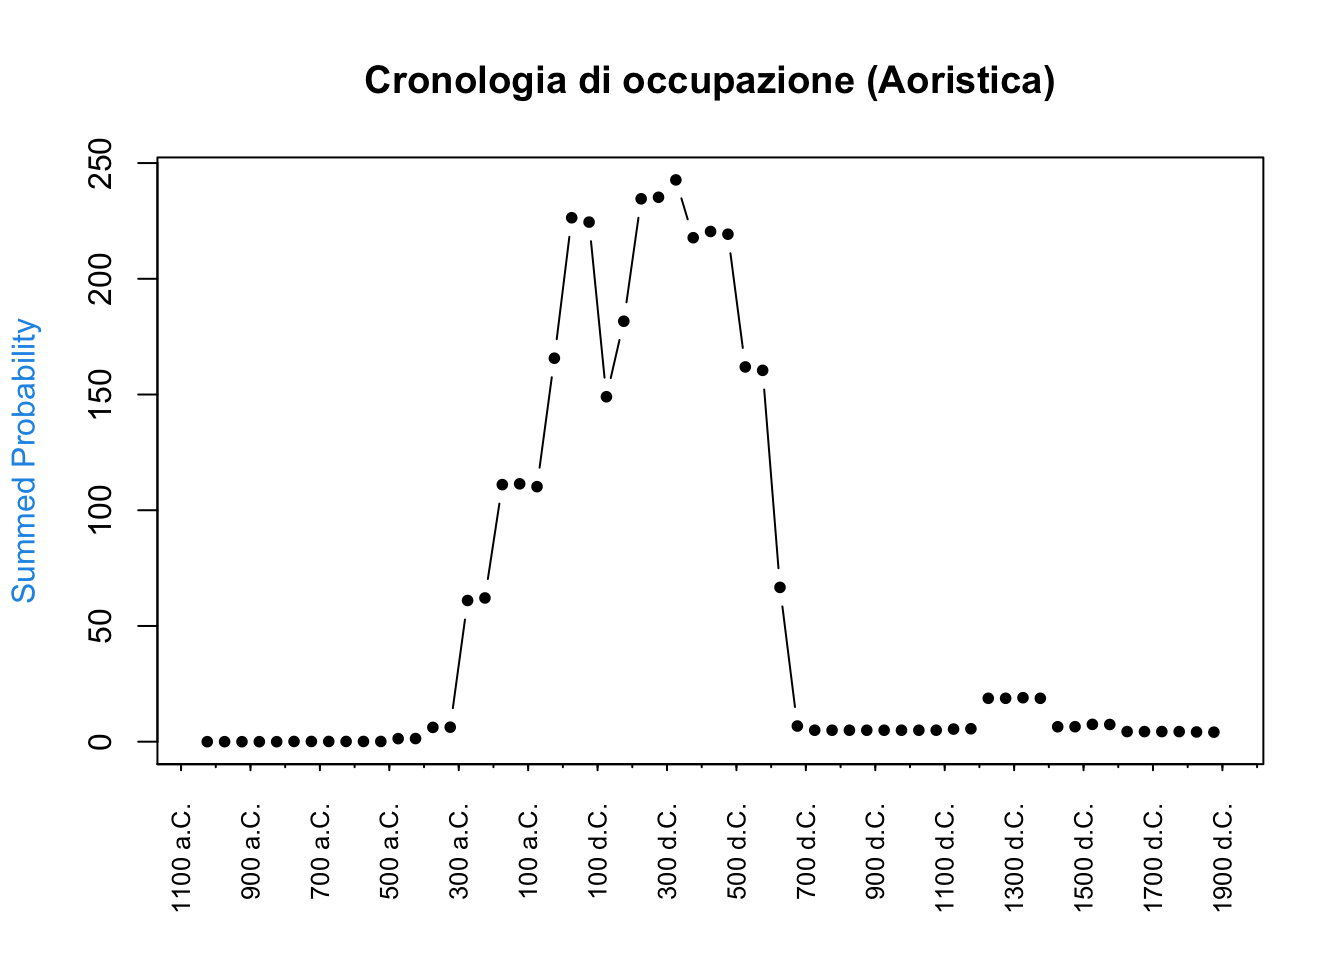 Cronologia di occupazione (Aoristica)
Summed Probability
250
200
150
100
50
0
1100 a.C.
900 a.C.
700 a.C.
500 a.C.
300 a.C.
100 a.C.
100 d.C.
300 d.C.
500 d.C.
700 d.C.
900 d.C.
1100 d.C.
1300 d.C.
1500 d.C.
1700 d.C.
1900 d.C.